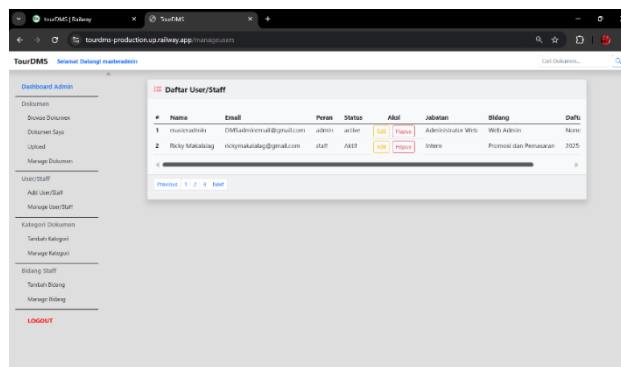 tourDMS | Railway
TourDMS
tourdms-production.up.railway.app/manageusers
TourDMS Selamat Datang! masteradmin
Cari Dokumen...
Dashboard Admin
Dokumen
Browse Dokumen
Dokumen Saya
Upload
Manage Dokumen
User/Staff
Add User/Staff
Manage User/Staff
Kategori Dokumen
Tambah Kategori
Manage Kategori
Bidang Staff
Tambah Bidang
Manage Bidang
LOGOUT
Daftar User/Staff
# Nama Email Peran Status Aksi Jabatan Bidang Dafta
1 masteradmin DMSadminemail@gmail.com admin active Edit Hapus Administrator Web Web Admin None
2 Ricky Makalalag rickymakalalag@gmail.com staff Aktif Edit Hapus Intern Promosi dan Pemasaran 2025
Previous 1 2 3 Next